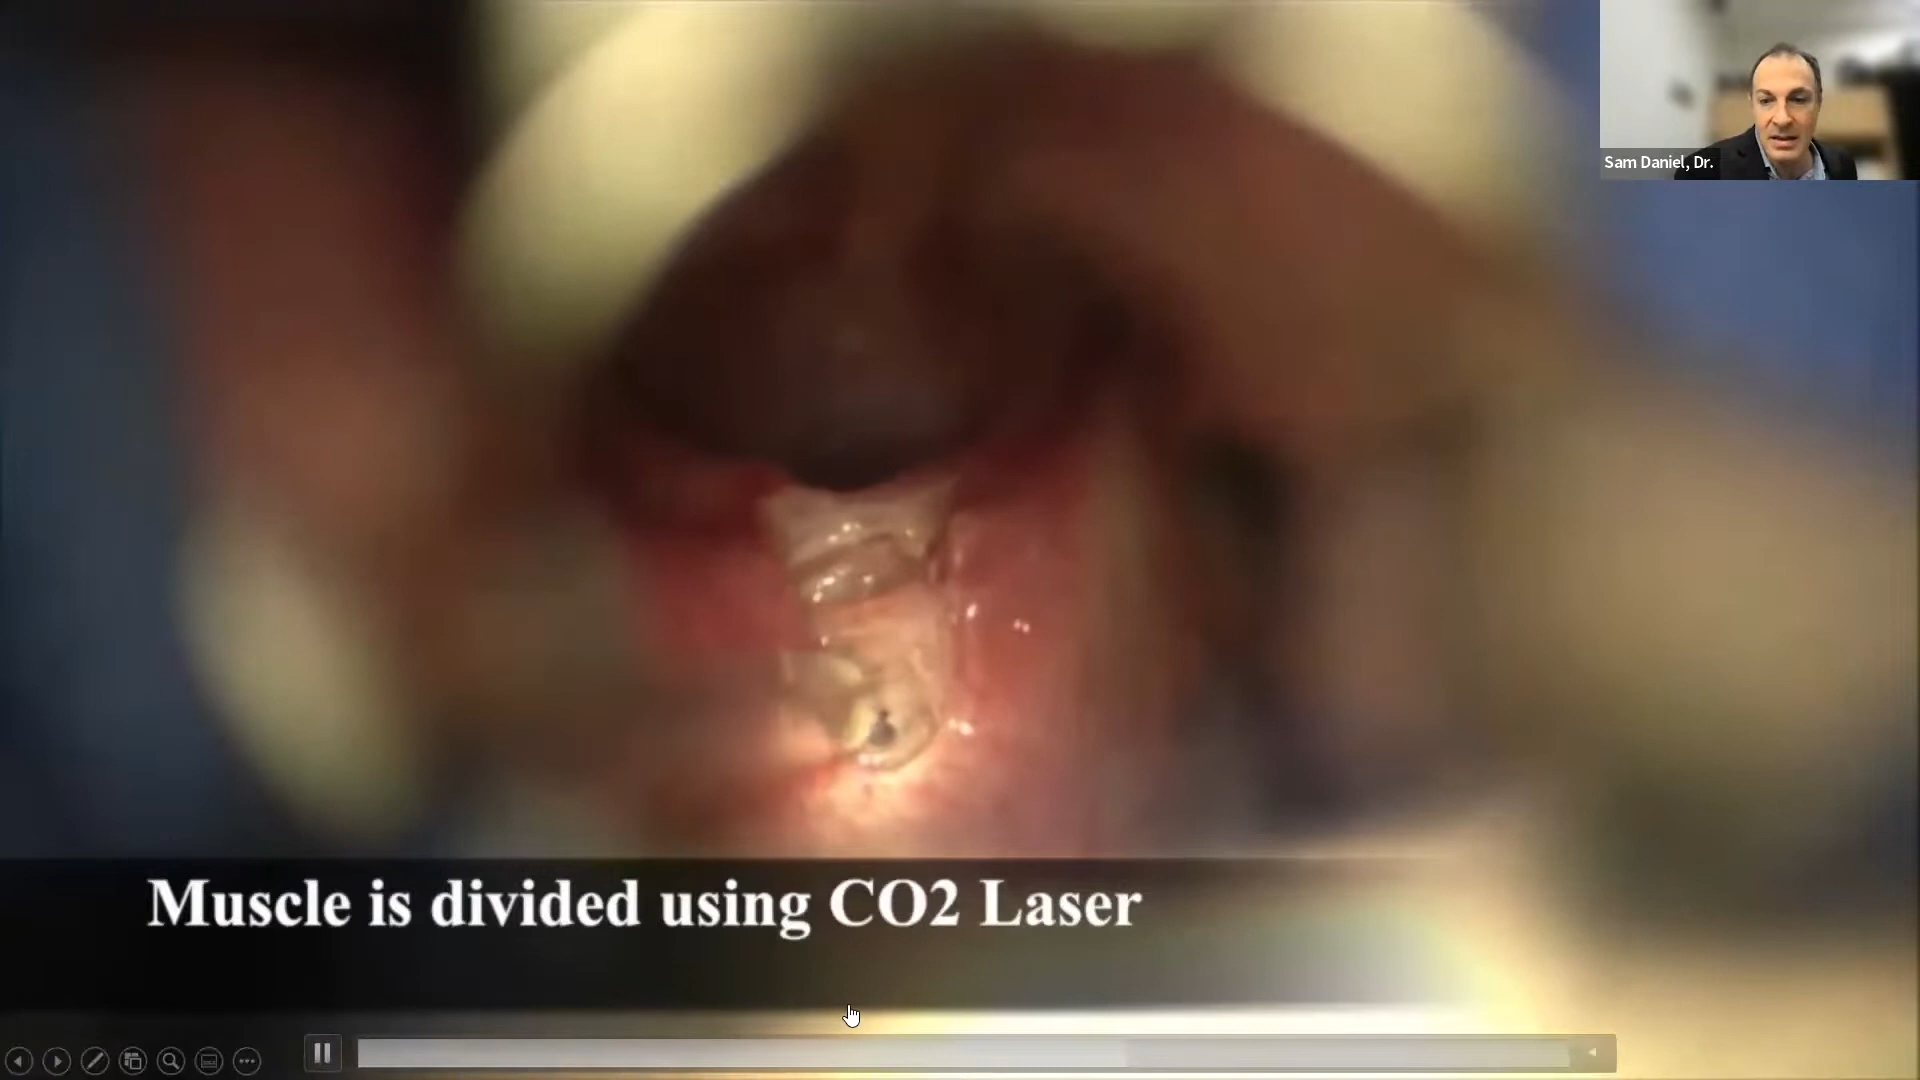 Sam Daniel, Dr.
Muscle is divided using CO2 Laser